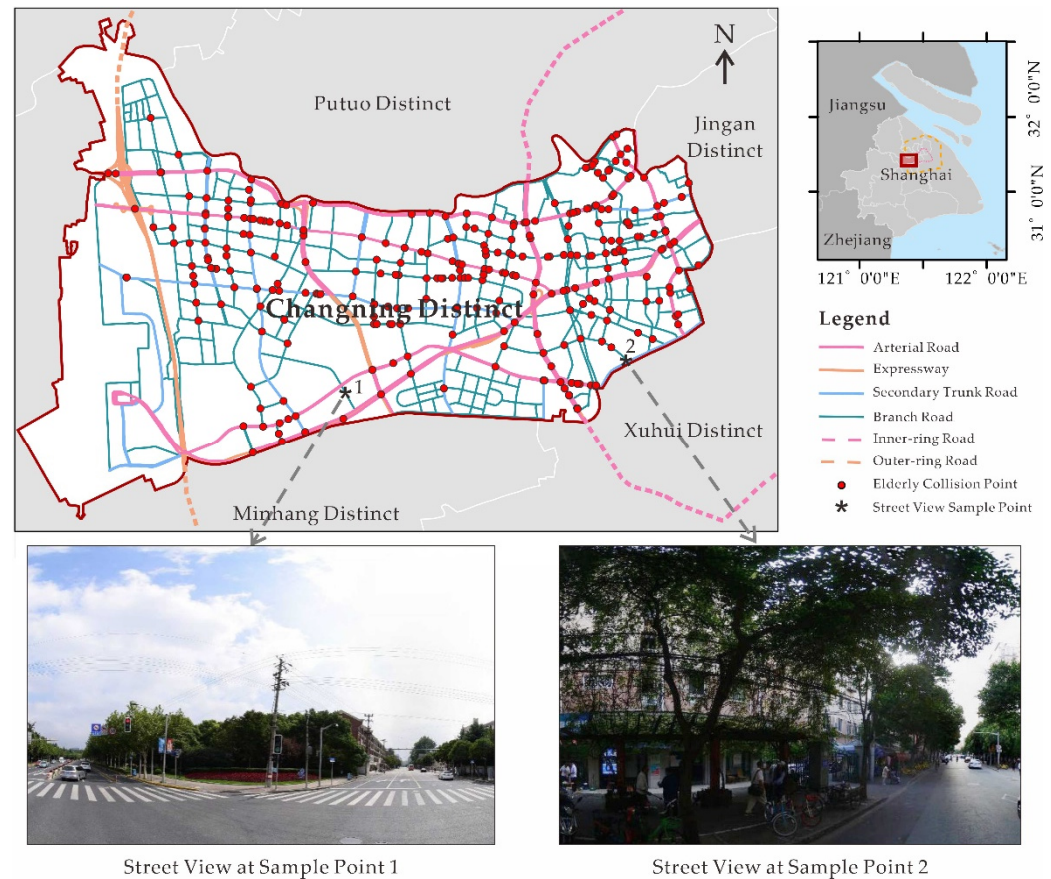 N
Putuo Distinct
Jingan
Distinct
Changning Distinct
1
2
Xuhui Distinct
Minhang Distinct
Jiangsu
Shanghai
Zhejiang
32° 0'0"N
31° 0'0"N
121° 0'0"E
122° 0'0"E
Legend
Arterial Road
Expressway
Secondary Trunk Road
Branch Road
Inner-ring Road
Outer-ring Road
Elderly Collision Point
Street View Sample Point
Street View at Sample Point 1
Street View at Sample Point 2